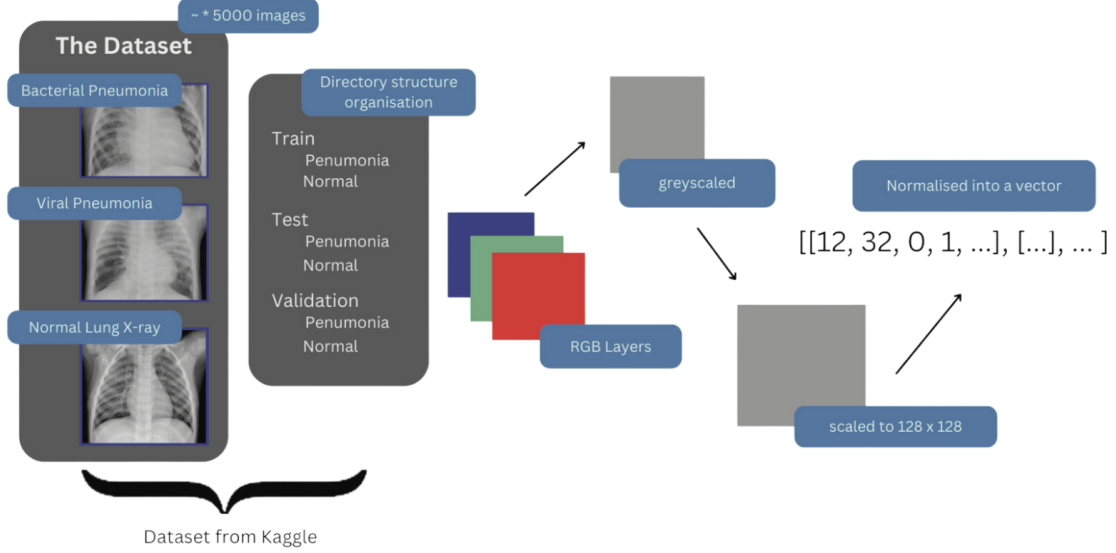 ~ * 5000 images
The Dataset
Bacterial Pneumonia
Viral Pneumonia
Normal Lung X-ray
Directory structure
organisation
Train
Penumonia
Normal
Test
Penumonia
Normal
Validation
Penumonia
Normal
Dataset from Kaggle
RGB Layers
greyscaled
scaled to 128 x 128
Normalised into a vector
[[12, 32, 0, 1, ...], [...], ... ]